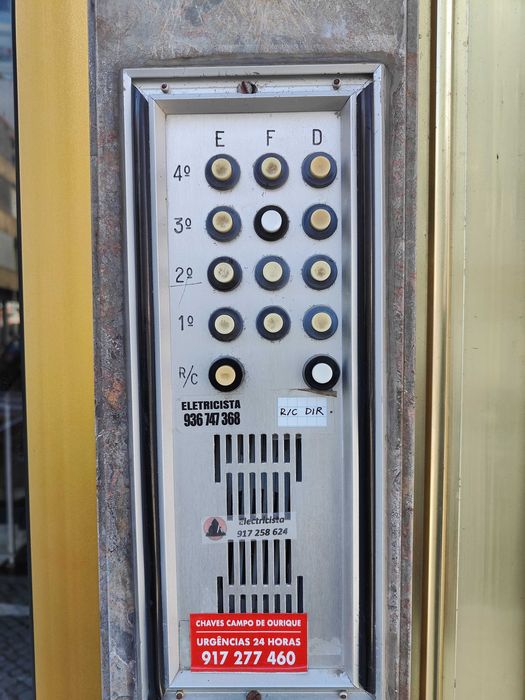 E F D
4º
3º
2º
1º
R/C
ELETRICISTA
936 747 368
R/C DIR
electricista
917 258 624
CHAVES CAMPO DE OURIQUE
URGÊNCIAS 24 HORAS
917 277 460